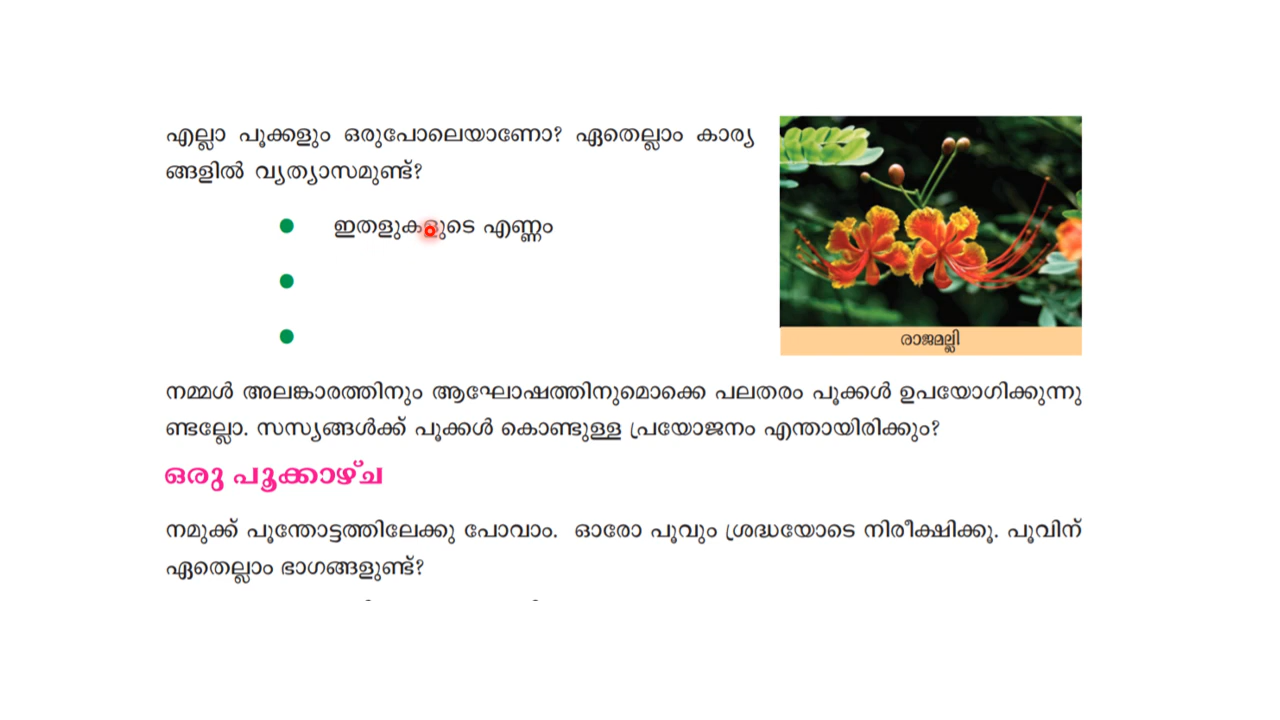 എല്ലാ പൂക്കളും ഒരുപോലെയാണോ? ഏതെല്ലാം കാര്യ
ങ്ങളിൽ വ്യത്യാസമുണ്ട്?
ഇതളുകളുടെ എണ്ണം
രാജമല്ലി
നമ്മൾ അലങ്കാരത്തിനും ആഘോഷത്തിനുമൊക്കെ പലതരം പൂക്കൾ ഉപയോഗിക്കുന്നു
ണ്ടല്ലോ. സസ്യങ്ങൾക്ക് പൂക്കൾ കൊണ്ടുള്ള പ്രയോജനം എന്തായിരിക്കും?
ഒരു പൂക്കാഴ്ച
നമുക്ക് പൂന്തോട്ടത്തിലേക്കു പോവാം. ഓരോ പൂവും ശ്രദ്ധയോടെ നിരീക്ഷിക്കൂ. പൂവിന്
ഏതെല്ലാം ഭാഗങ്ങളുണ്ട്?